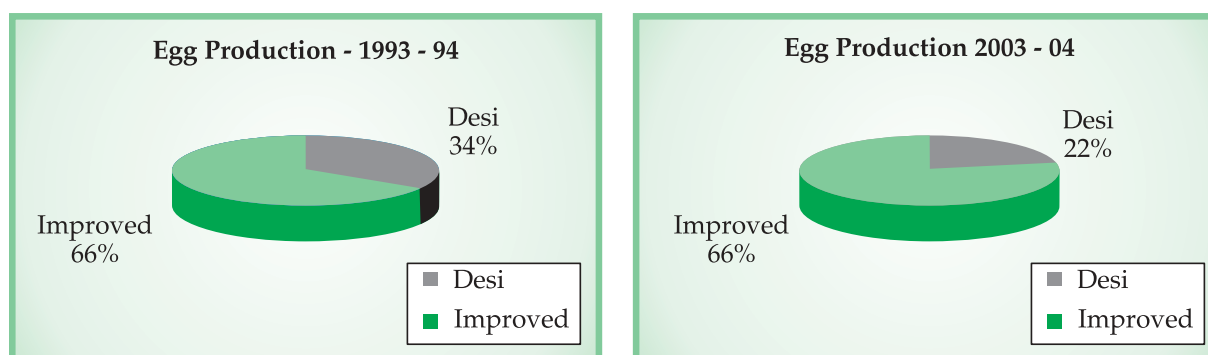 Egg Production - 1993 - 94
Desi
34%
Improved
66%
Desi
Improved
Egg Production 2003 - 04
Desi
22%
Improved
66%
Desi
Improved